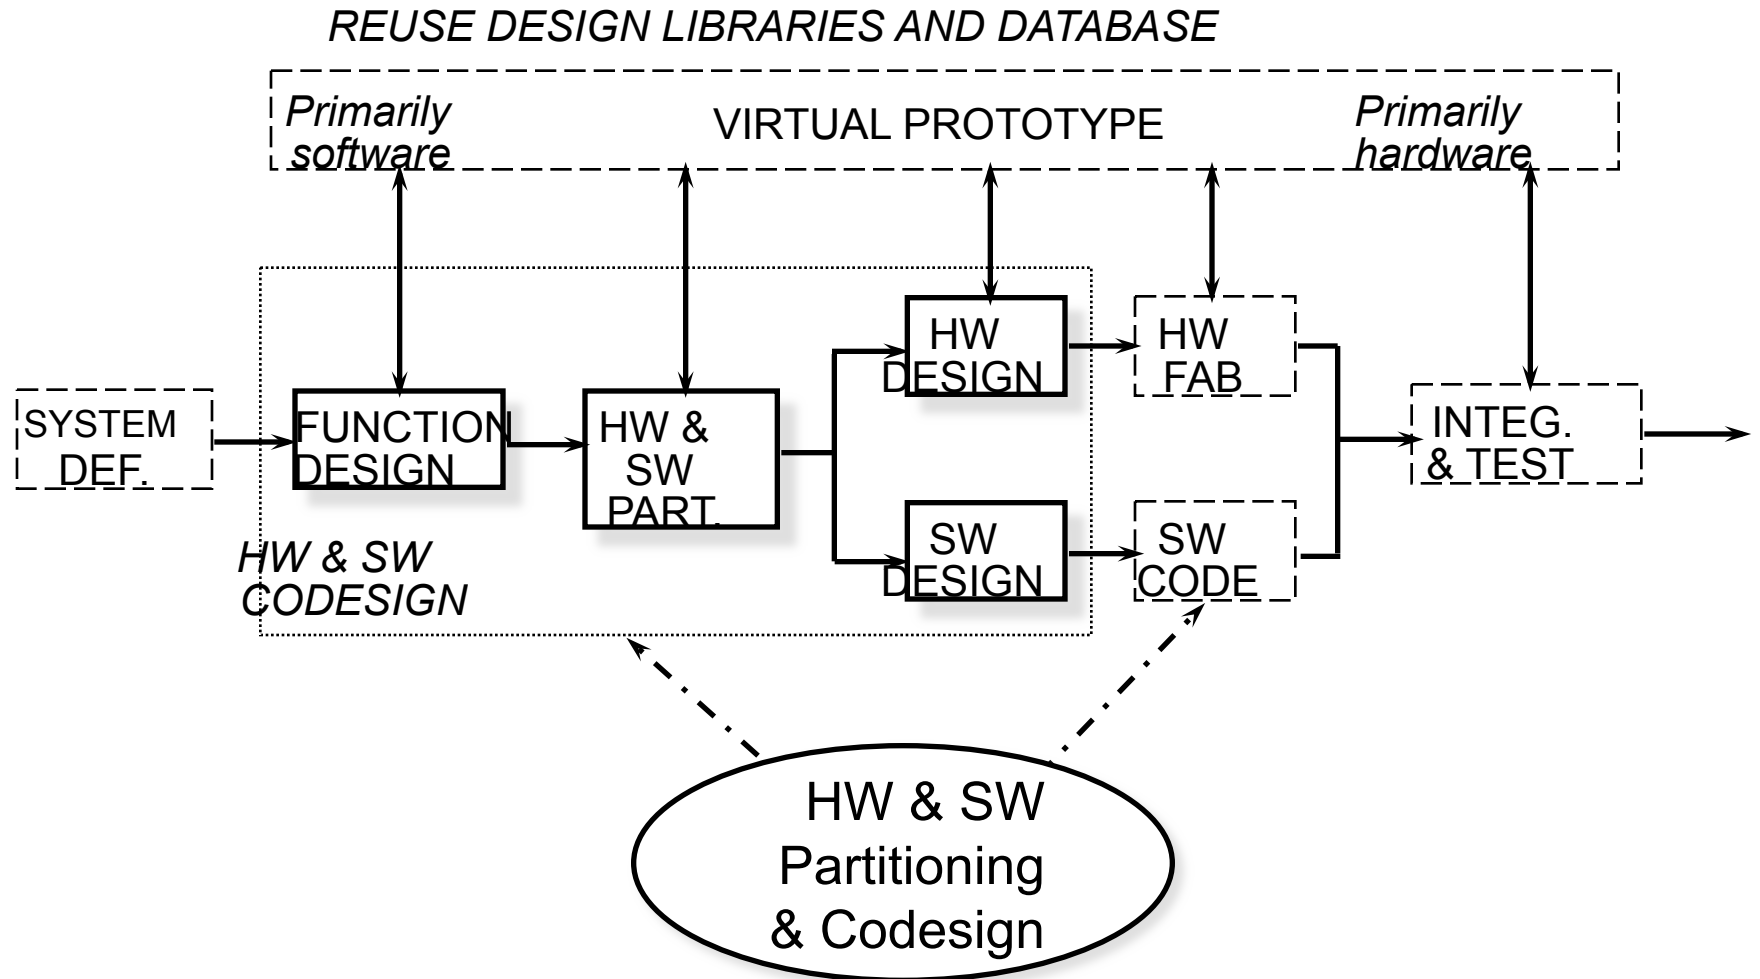 REUSE DESIGN LIBRARIES AND DATABASE
Primarily
software
VIRTUAL PROTOTYPE
Primarily
hardware
SYSTEM
DEF.
FUNCTION
DESIGN
HW &
SW
PART.
HW
DESIGN
HW
FAB
SW
DESIGN
SW
CODE
INTEG.
& TEST
HW & SW
CODESIGN
HW & SW
Partitioning
& Codesign